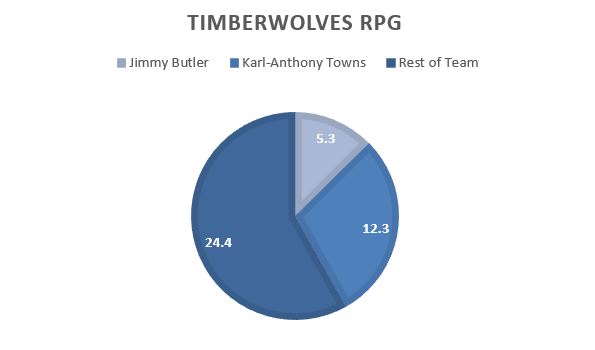 TIMBERWOLVES RPG
Jimmy Butler Karl-Anthony Towns Rest of Team
5.3
12.3
24.4